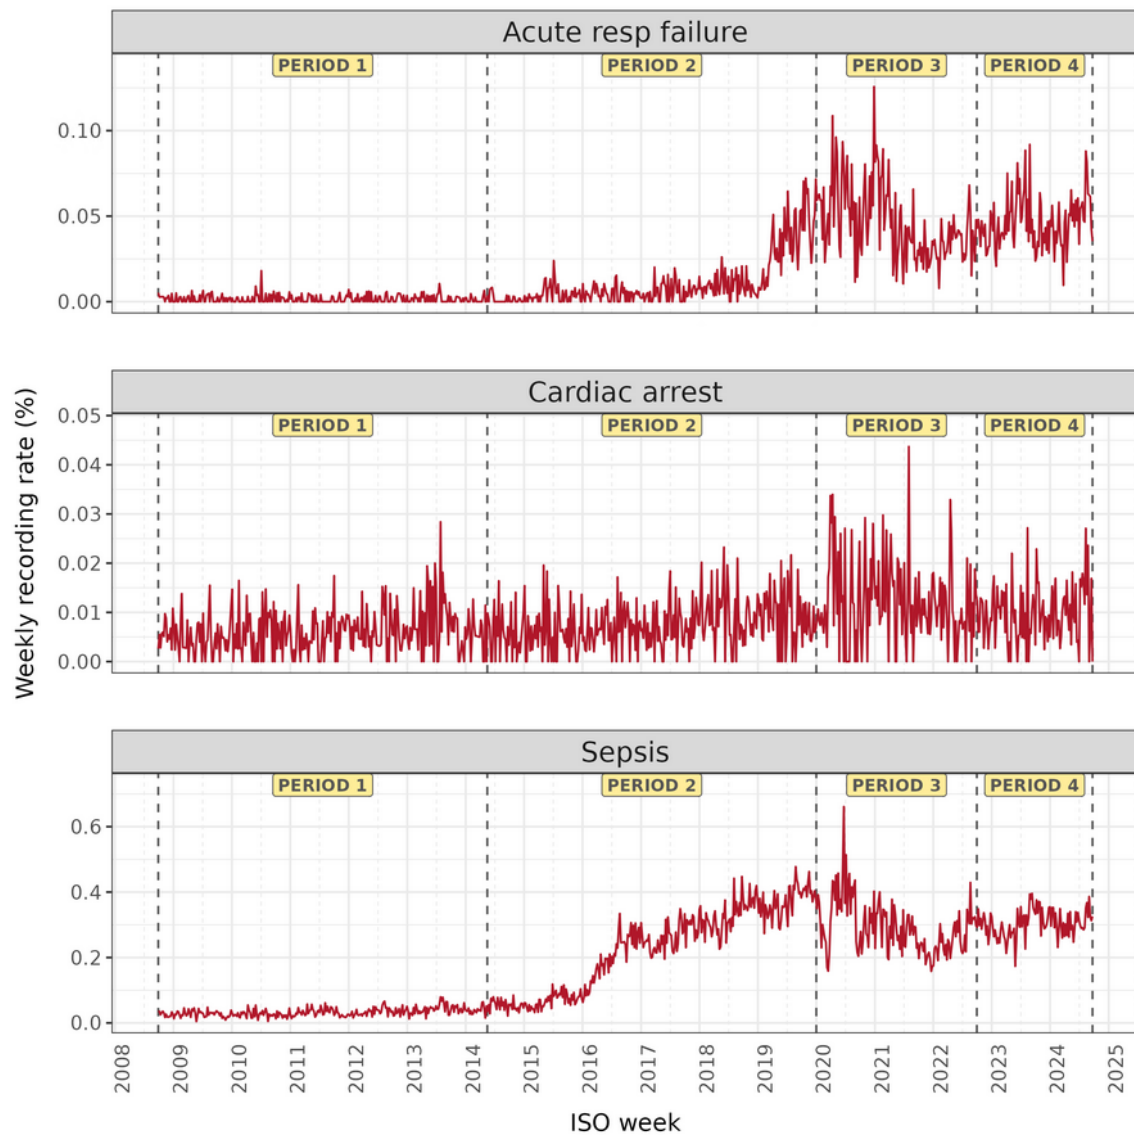 Acute resp failure
PERIOD 1 PERIOD 2 PERIOD 3 PERIOD 4
0.10
0.05
0.00
Cardiac arrest
PERIOD 1 PERIOD 2 PERIOD 3 PERIOD 4
0.05
0.04
0.03
0.02
0.01
0.00
Weekly recording rate (%)
Sepsis
PERIOD 1 PERIOD 2 PERIOD 3 PERIOD 4
0.6
0.4
0.2
0.0
2008 2009 2010 2011 2012 2013 2014 2015 2016 2017 2018 2019 2020 2021 2022 2023 2024 2025
ISO week